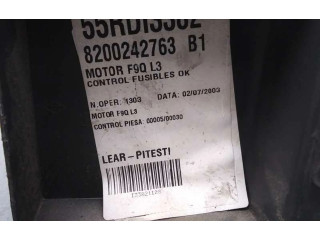 8200242763 B1
MOTOR F9Q L3
CONTROL FUSIBLES OK
N.OPER: 1303 DATA: 02/07/2003
MOTOR F9Q L3
CONTROL PIESA: 00005/00030
LEAR-PITESTI